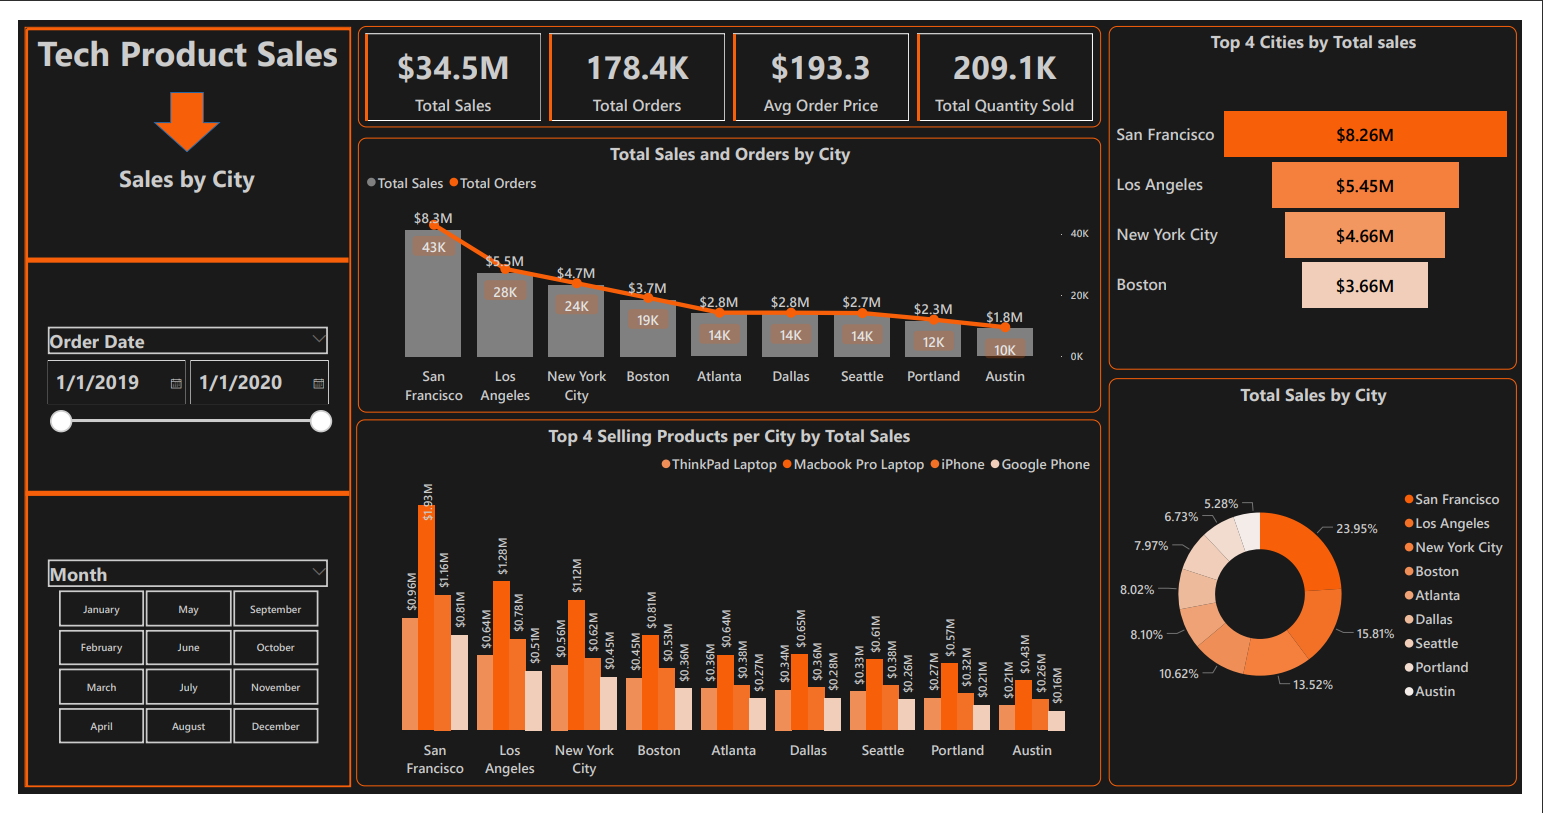 Tech Product Sales
Sales by City
Order Date
1/1/2019 1/1/2020
Month
January May September
February June October
March July November
April August December
$34.5M 178.4K $193.3 209.1K
Total Sales Total Orders Avg Order Price Total Quantity Sold
Total Sales and Orders by City
Total Sales Total Orders
$8.3M
43K
$5.5M
28K
$4.7M
24K
$3.7M
19K
$2.8M
14K
$2.8M
14K
$2.7M
14K
$2.3M
12K
$1.8M
10K
40K
20K
0K
San Francisco
Los Angeles
New York City
Boston
Atlanta
Dallas
Seattle
Portland
Austin
Top 4 Selling Products per City by Total Sales
ThinkPad Laptop Macbook Pro Laptop iPhone Google Phone
$0.96M $1.93M $1.16M $0.81M
$0.64M $1.28M $0.78M $0.51M
$0.56M $1.12M $0.62M $0.45M
$0.45M $0.81M $0.53M $0.36M
$0.36M $0.64M $0.38M $0.27M
$0.34M $0.65M $0.36M $0.28M
$0.33M $0.61M $0.38M $0.26M
$0.27M $0.57M $0.32M $0.21M
$0.21M $0.43M $0.26M $0.16M
San Francisco
Los Angeles
New York City
Boston
Atlanta
Dallas
Seattle
Portland
Austin
Top 4 Cities by Total sales
San Francisco $8.26M
Los Angeles $5.45M
New York City $4.66M
Boston $3.66M
Total Sales by City
23.95%
15.81%
13.52%
10.62%
8.10%
8.02%
7.97%
6.73%
5.28%
San Francisco
Los Angeles
New York City
Boston
Atlanta
Dallas
Seattle
Portland
Austin